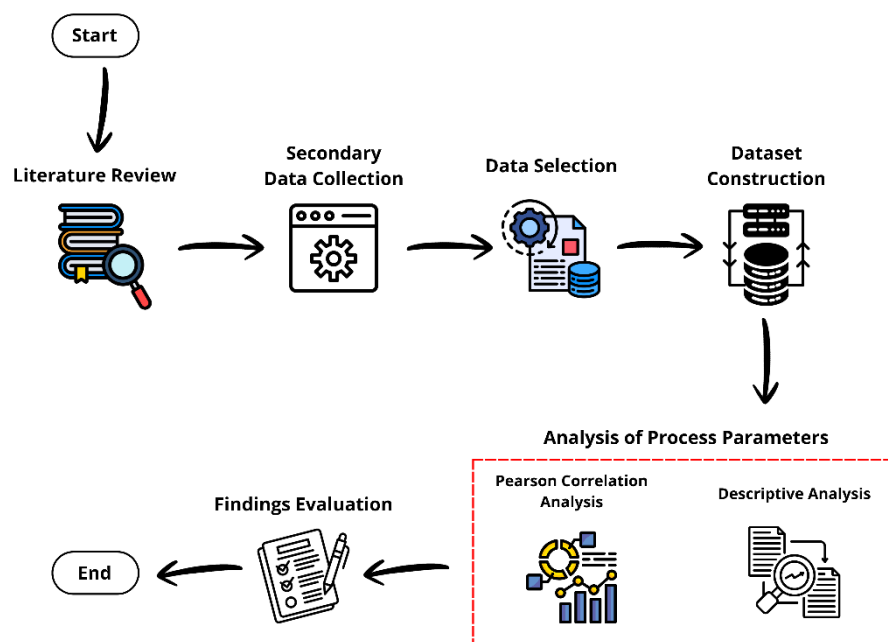 Start
Literature Review
Secondary
Data Collection
Data Selection
Dataset
Construction
Analysis of Process Parameters
Pearson Correlation
Analysis
Descriptive Analysis
Findings Evaluation
End